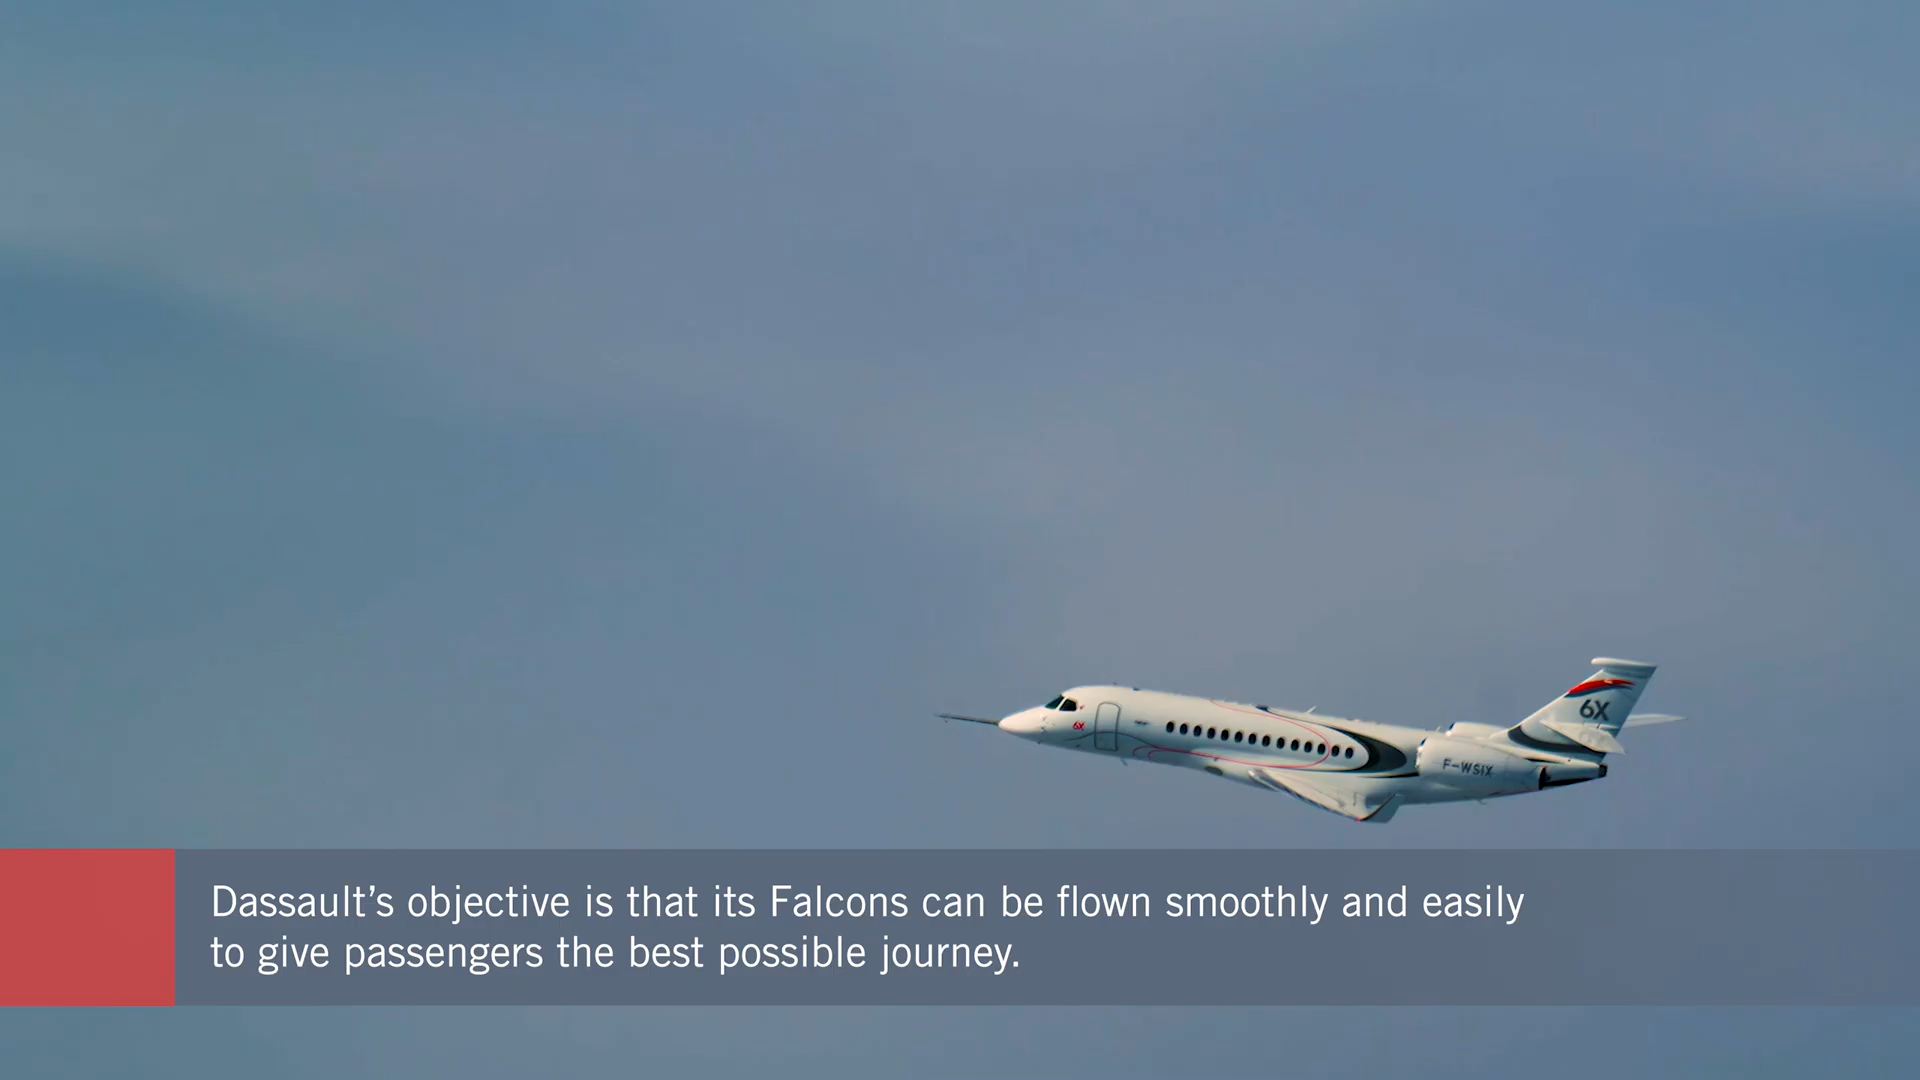 6X
6X
F-WSIX
Dassault’s objective is that its Falcons can be flown smoothly and easily
to give passengers the best possible journey.